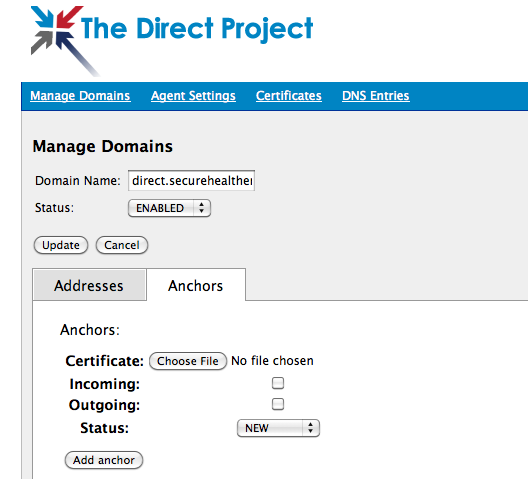 The Direct Project
Manage Domains Agent Settings Certificates DNS Entries
Manage Domains
Domain Name: direct.securehealthe
Status: ENABLED
Update Cancel
Addresses Anchors
Anchors:
Certificate: Choose File No file chosen
Incoming:
Outgoing:
Status: NEW
Add anchor